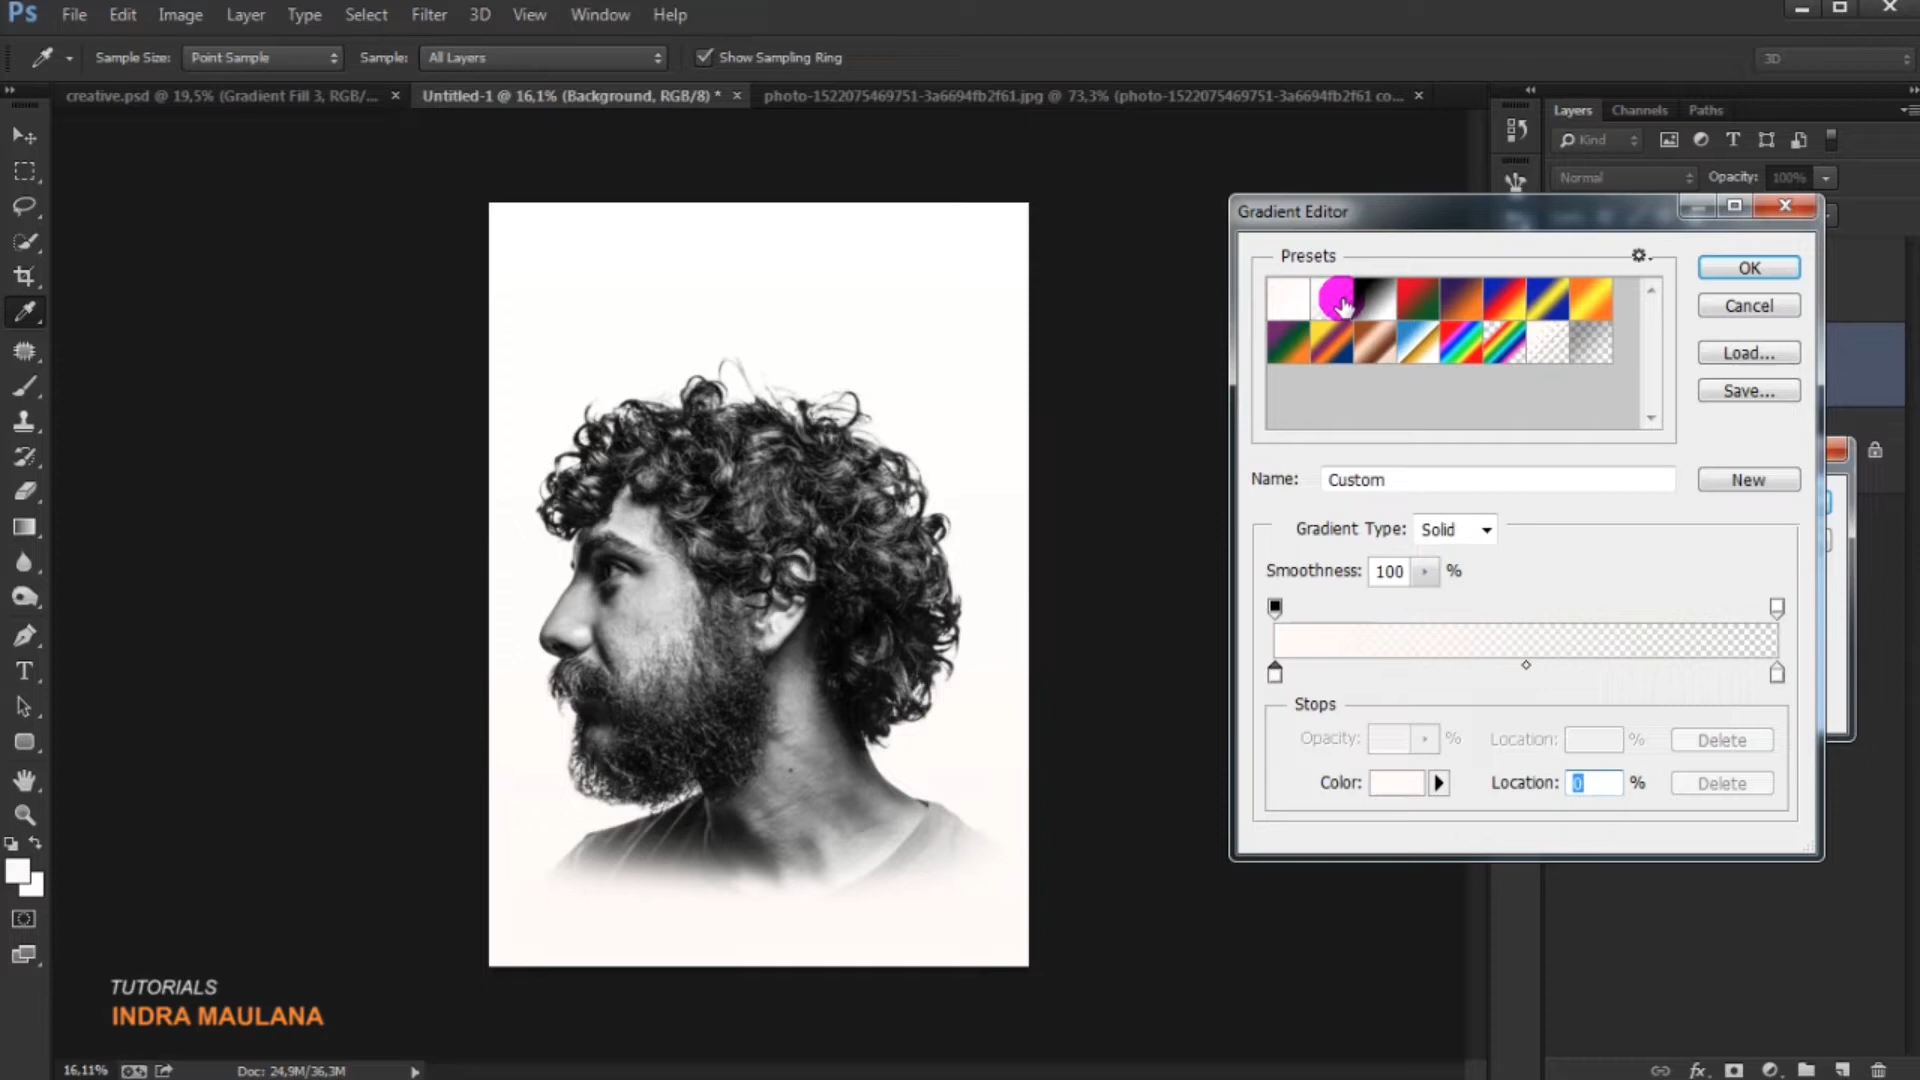 Ps File Edit Image Layer Type Select Filter 3D View Window Help
Sample Size: Point Sample Sample: All Layers Show Sampling Ring 3D
creative.psd @ 19,5% (Gradient Fill 3, RGB/... × Untitled-1 @ 16,1% (Background, RGB/8) * × photo-1522075469751-3a6694fb2f61.jpg @ 73,3% (photo-1522075469751-3a6694fb2f61 co... ×
Layers Channels Paths
Kind
Normal Opacity: 100%
Gradient Editor
Presets
OK
Cancel
Load...
Save...
Name: Custom New
Gradient Type: Solid
Smoothness: 100 %
Stops
Opacity: % Location: % Delete
Color: Location: 0 % Delete
TUTORIALS
INDRA MAULANA
16,11% Doc: 24,9M/36,3M